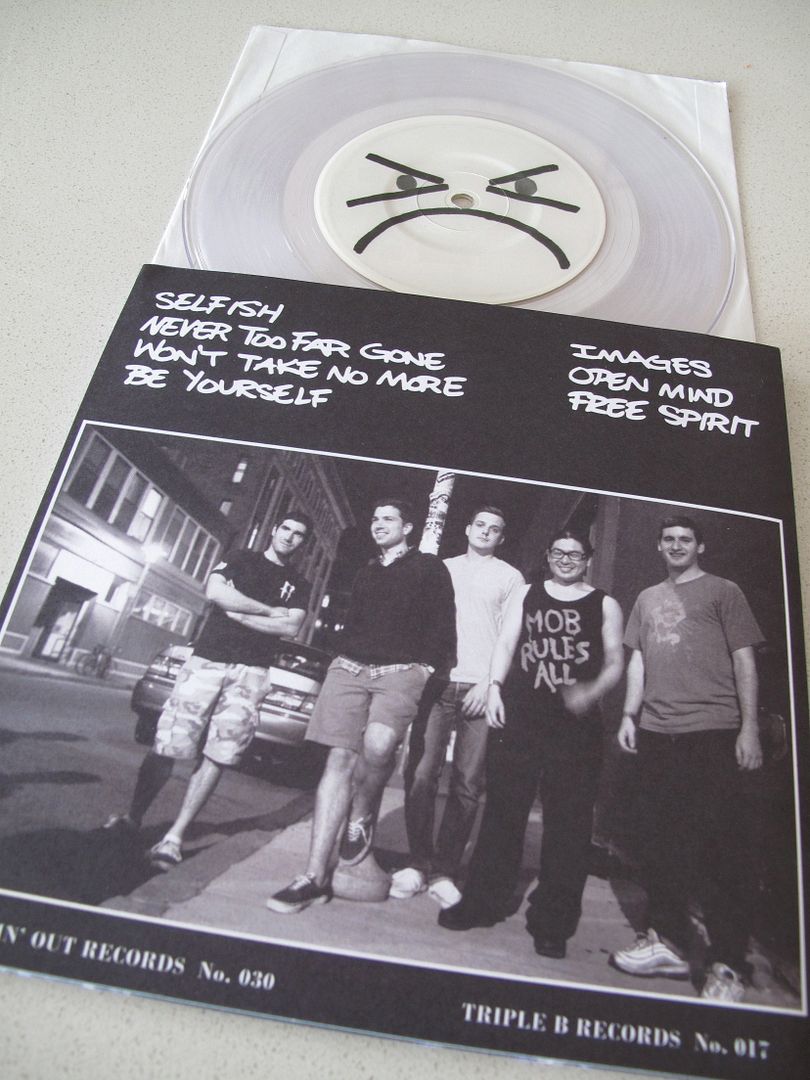 SELFISH
NEVER TOO FAR GONE
WON'T TAKE NO MORE
BE YOURSELF
IMAGES
OPEN MIND
FREE SPIRIT
MOB
RULES
ALL
IN' OUT RECORDS No. 030
TRIPLE B RECORDS No. 017